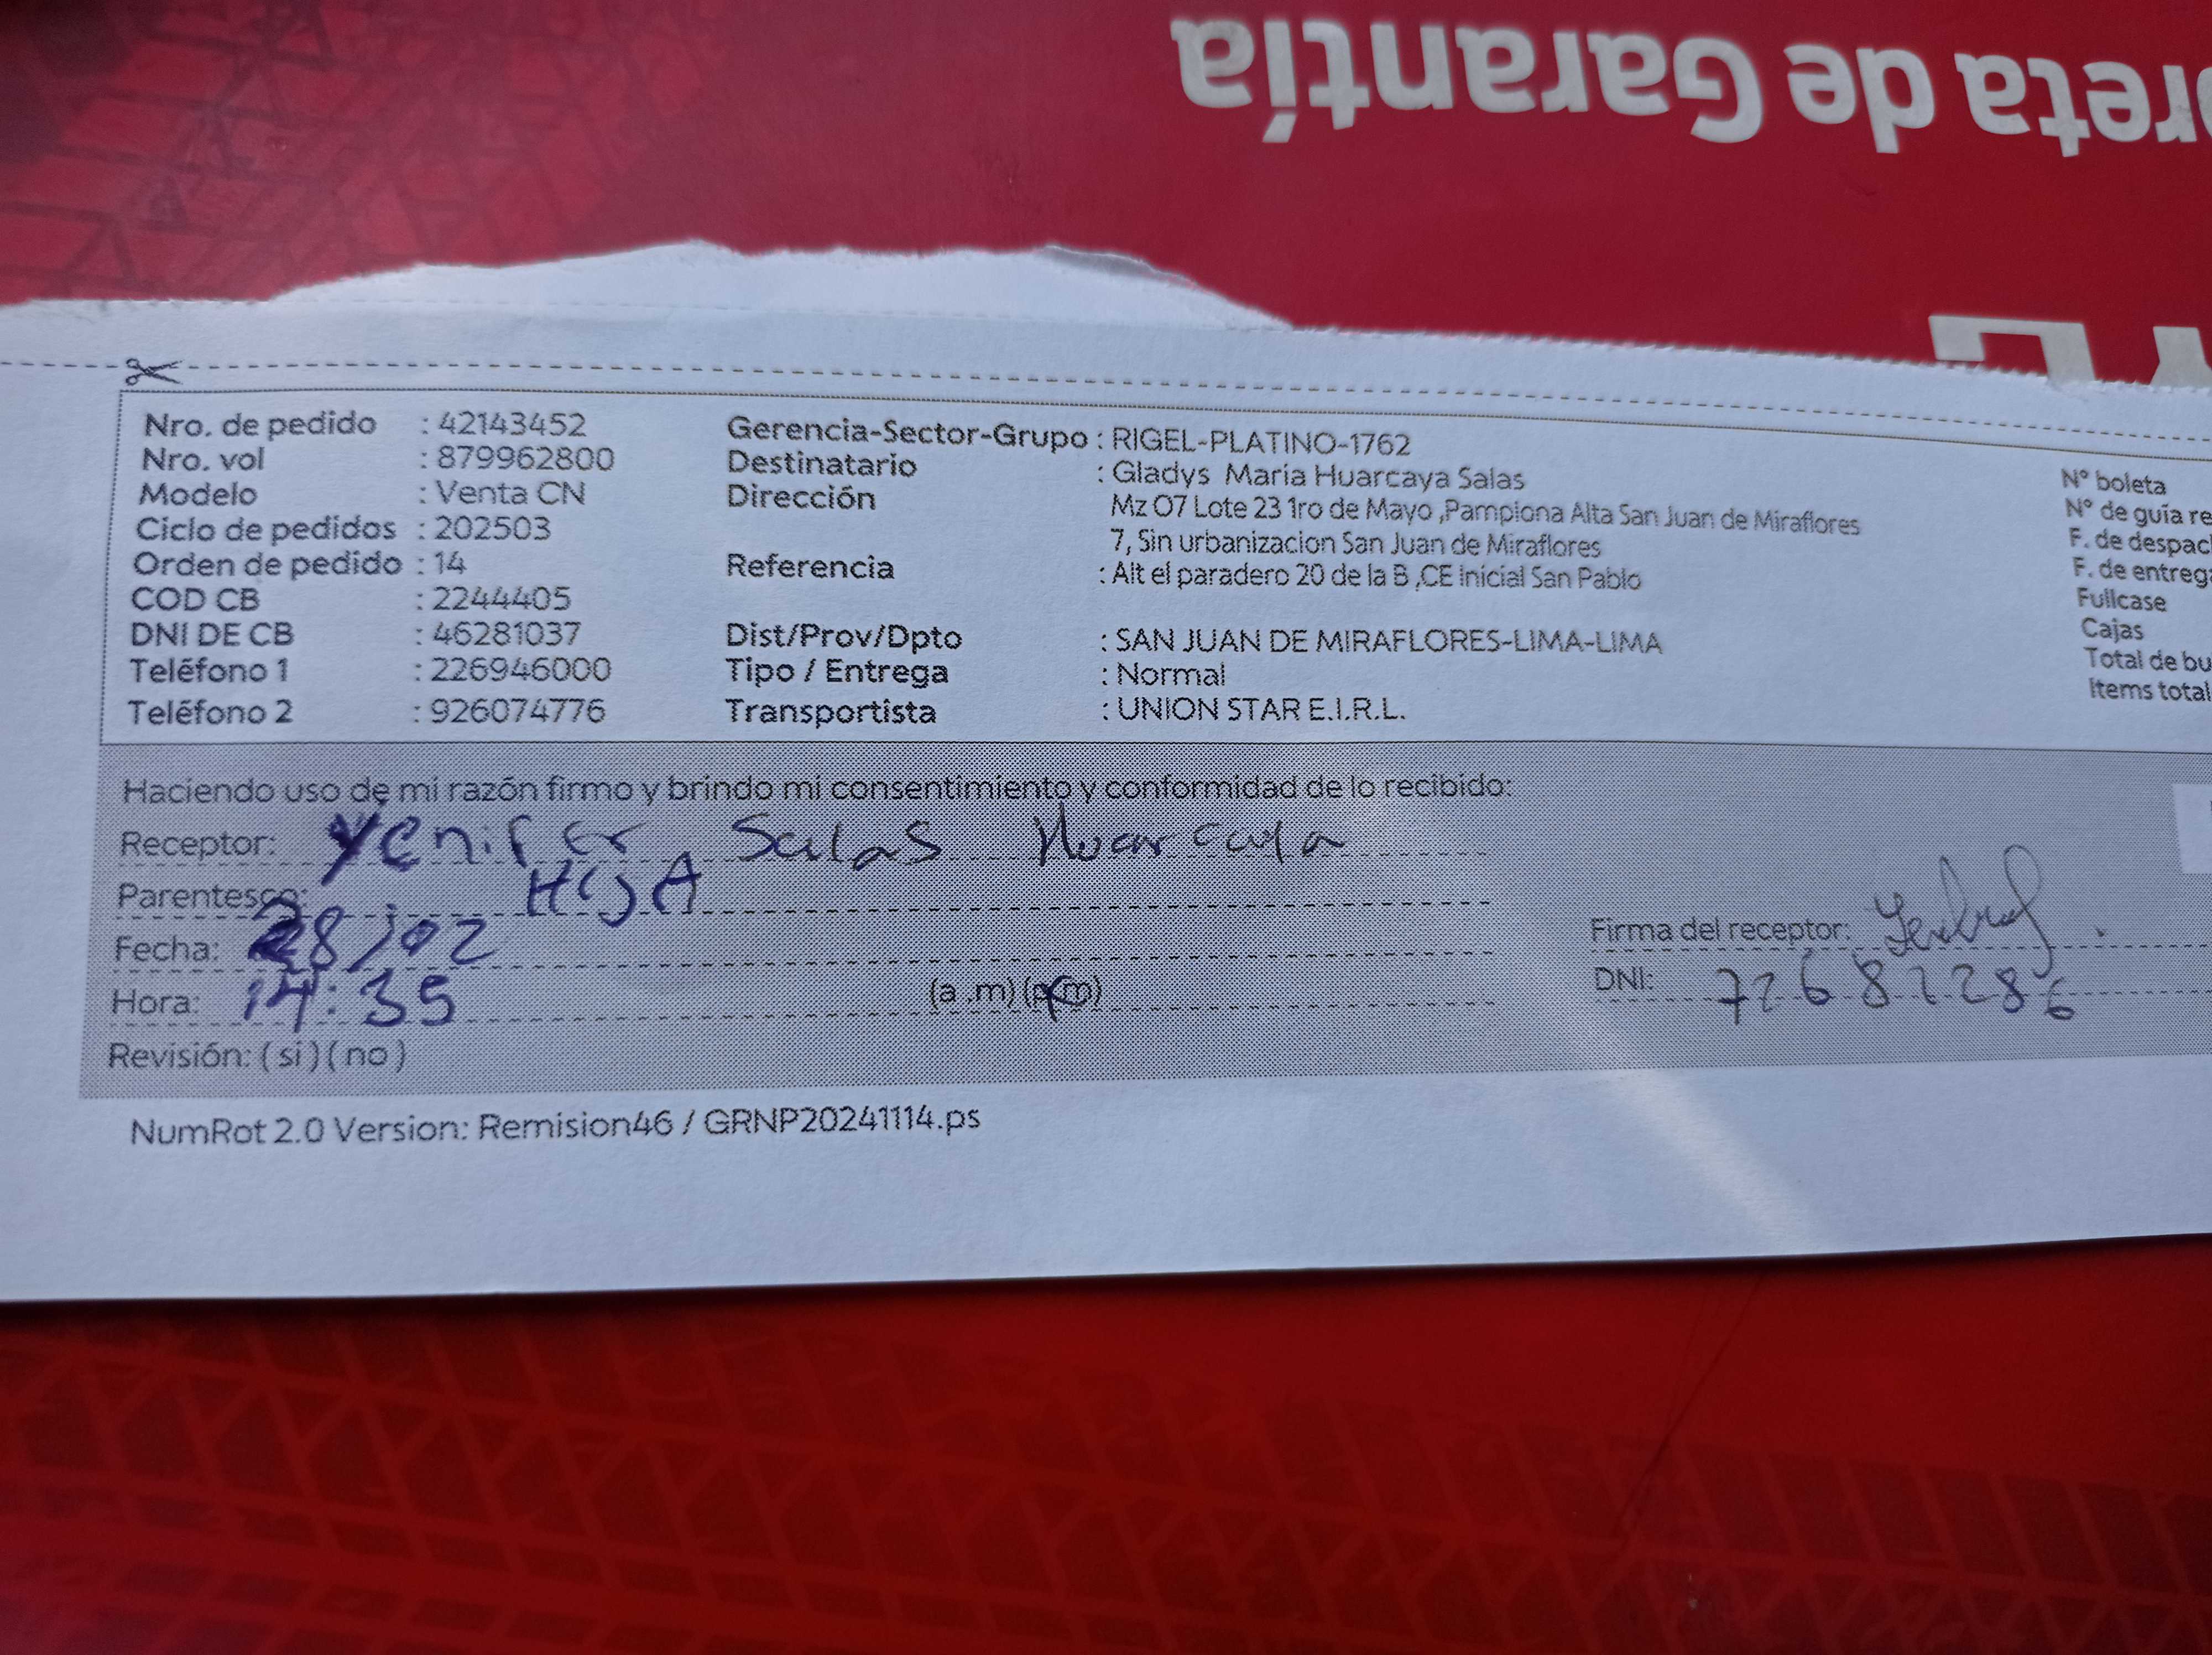 reta de Garantía
Nro. de pedido : 42143452
Nro. vol : 879962800
Modelo : Venta CN
Ciclo de pedidos : 202503
Orden de pedido : 14
COD CB : 2244405
DNI DE CB : 46281037
Teléfono 1 : 226946000
Teléfono 2 : 926074776
Gerencia-Sector-Grupo : RIGEL-PLATINO-1762
Destinatario : Gladys María Huarcaya Salas
Dirección Mz O7 Lote 23 1ro de Mayo ,Pamplona Alta San Juan de Miraflores
7, Sin urbanizacion San Juan de Miraflores
Referencia : Alt el paradero 20 de la B ,CE inicial San Pablo
Dist/Prov/Dpto : SAN JUAN DE MIRAFLORES-LIMA-LIMA
Tipo / Entrega : Normal
Transportista : UNION STAR E.I.R.L.
N° boleta
N° de guía re
F. de despac
F. de entreg
Fullcase
Cajas
Total de bu
Items total
Haciendo uso de mi razón firmo y brindo mi consentimiento y conformidad de lo recibido:
Receptor: Yenifer Salas Huarcaya
Parentesco: HIJA
Fecha: 28/02
Hora: 14:35 (a .m) (p.m)
Revisión: ( si ) ( no )
Firma del receptor:
DNI: 72681286
NumRot 2.0 Version: Remision46 / GRNP20241114.ps